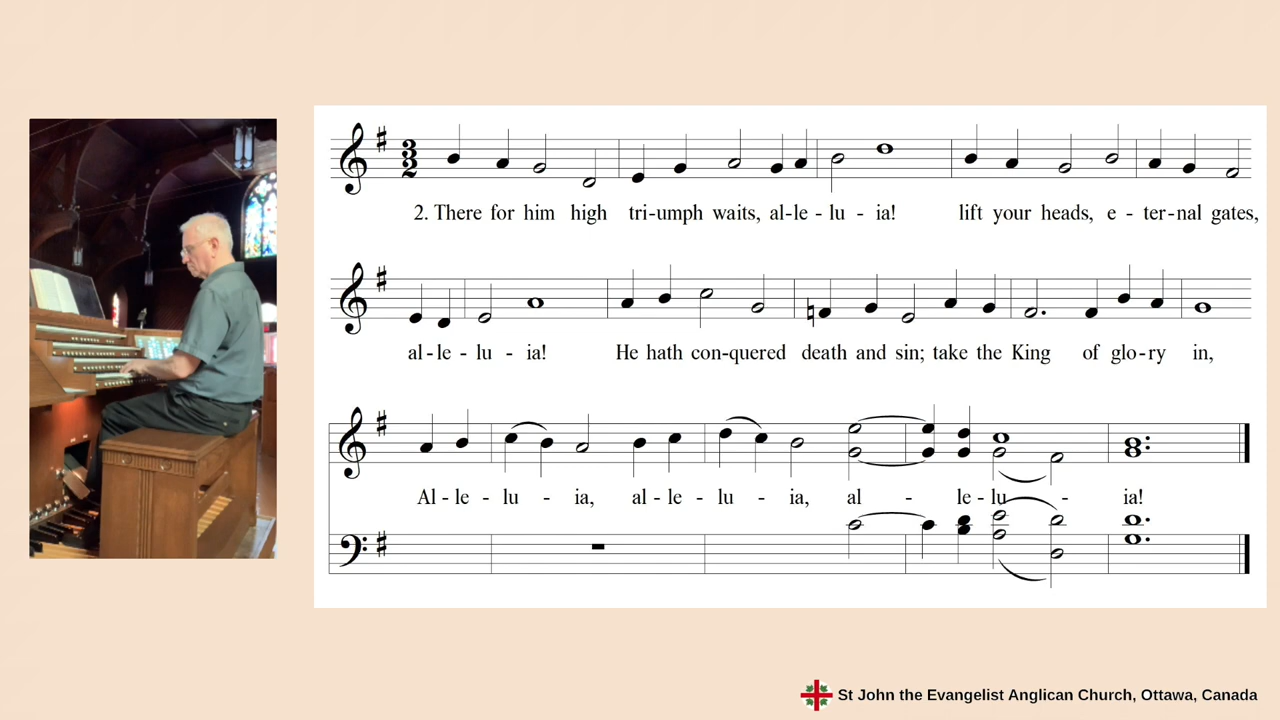 2. There for him high tri-umph waits, al-le-lu-ia! lift your heads, e-ter-nal gates,
al-le-lu-ia! He hath con-quered death and sin; take the King of glo-ry in,
Al-le-lu-ia, al-le-lu-ia, al-le-lu-ia!
St John the Evangelist Anglican Church, Ottawa, Canada